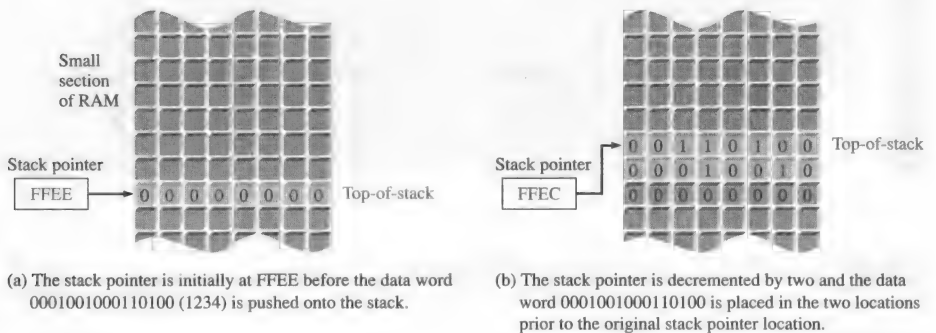 Small
section
of RAM
Stack pointer
FFEE
0 0 0 0 0 0 0 0
Top-of-stack
(a) The stack pointer is initially at FFEE before the data word
0001001000110100 (1234) is pushed onto the stack.
Stack pointer
FFEC
0 0 1 1 0 1 0 0
Top-of-stack
0 0 0 1 0 0 1 0
0 0 0 0 0 0 0 0
(b) The stack pointer is decremented by two and the data
word 0001001000110100 is placed in the two locations
prior to the original stack pointer location.